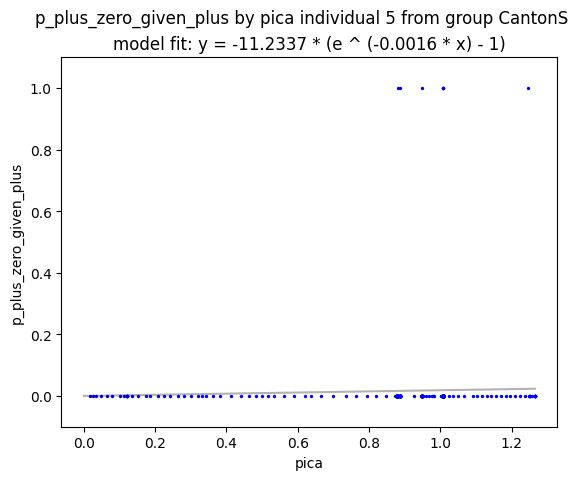 p_plus_zero_given_plus by pica individual 5 from group CantonS
model fit: y = -11.2337 * (e ^ (-0.0016 * x) - 1)
1.0
0.8
0.6
0.4
0.2
0.0
p_plus_zero_given_plus
0.0 0.2 0.4 0.6 0.8 1.0 1.2
pica